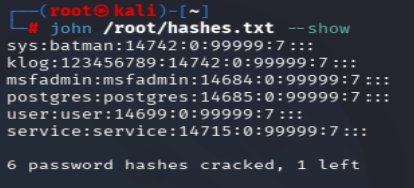 ┌──(root㉿kali)-[~]
└─# john /root/hashes.txt --show
sys:batman:14742:0:99999:7:::
klog:123456789:14742:0:99999:7:::
msfadmin:msfadmin:14684:0:99999:7:::
postgres:postgres:14685:0:99999:7:::
user:user:14699:0:99999:7:::
service:service:14715:0:99999:7:::
6 password hashes cracked, 1 left